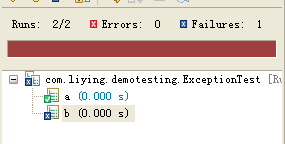 Runs: 2/2 Errors: 0 Failures: 1
com.liying.demotesting.ExceptionTest [Ru
a (0.000 s)
b (0.000 s)